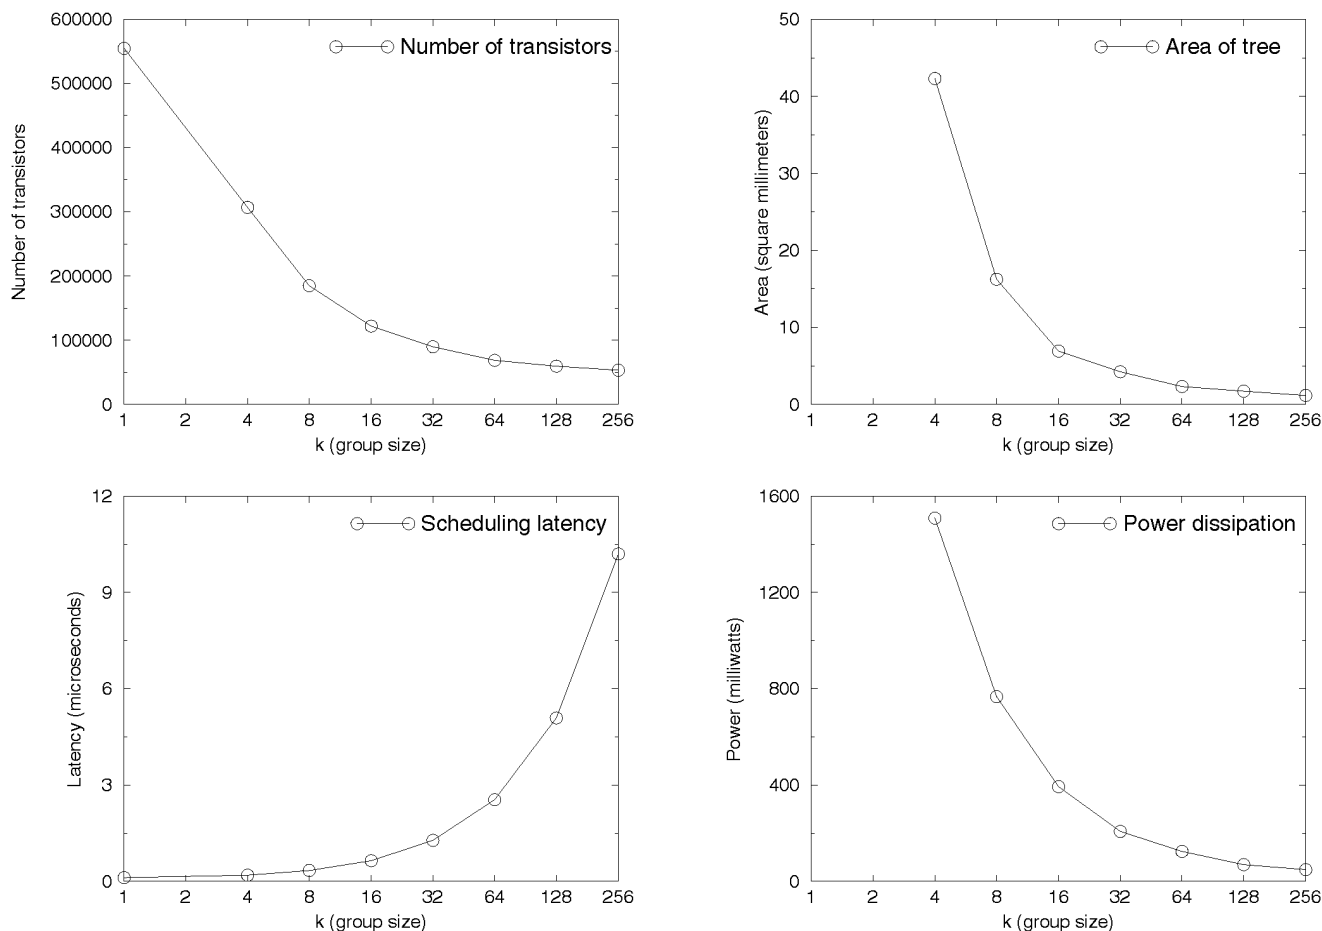 Number of transistors
Number of transistors
600000
500000
400000
300000
200000
100000
0
1 2 4 8 16 32 64 128 256
k (group size)
Area of tree
Area (square millimeters)
50
40
30
20
10
0
1 2 4 8 16 32 64 128 256
k (group size)
Scheduling latency
Latency (microseconds)
12
9
6
3
0
1 2 4 8 16 32 64 128 256
k (group size)
Power dissipation
Power (milliwatts)
1600
1200
800
400
0
1 2 4 8 16 32 64 128 256
k (group size)